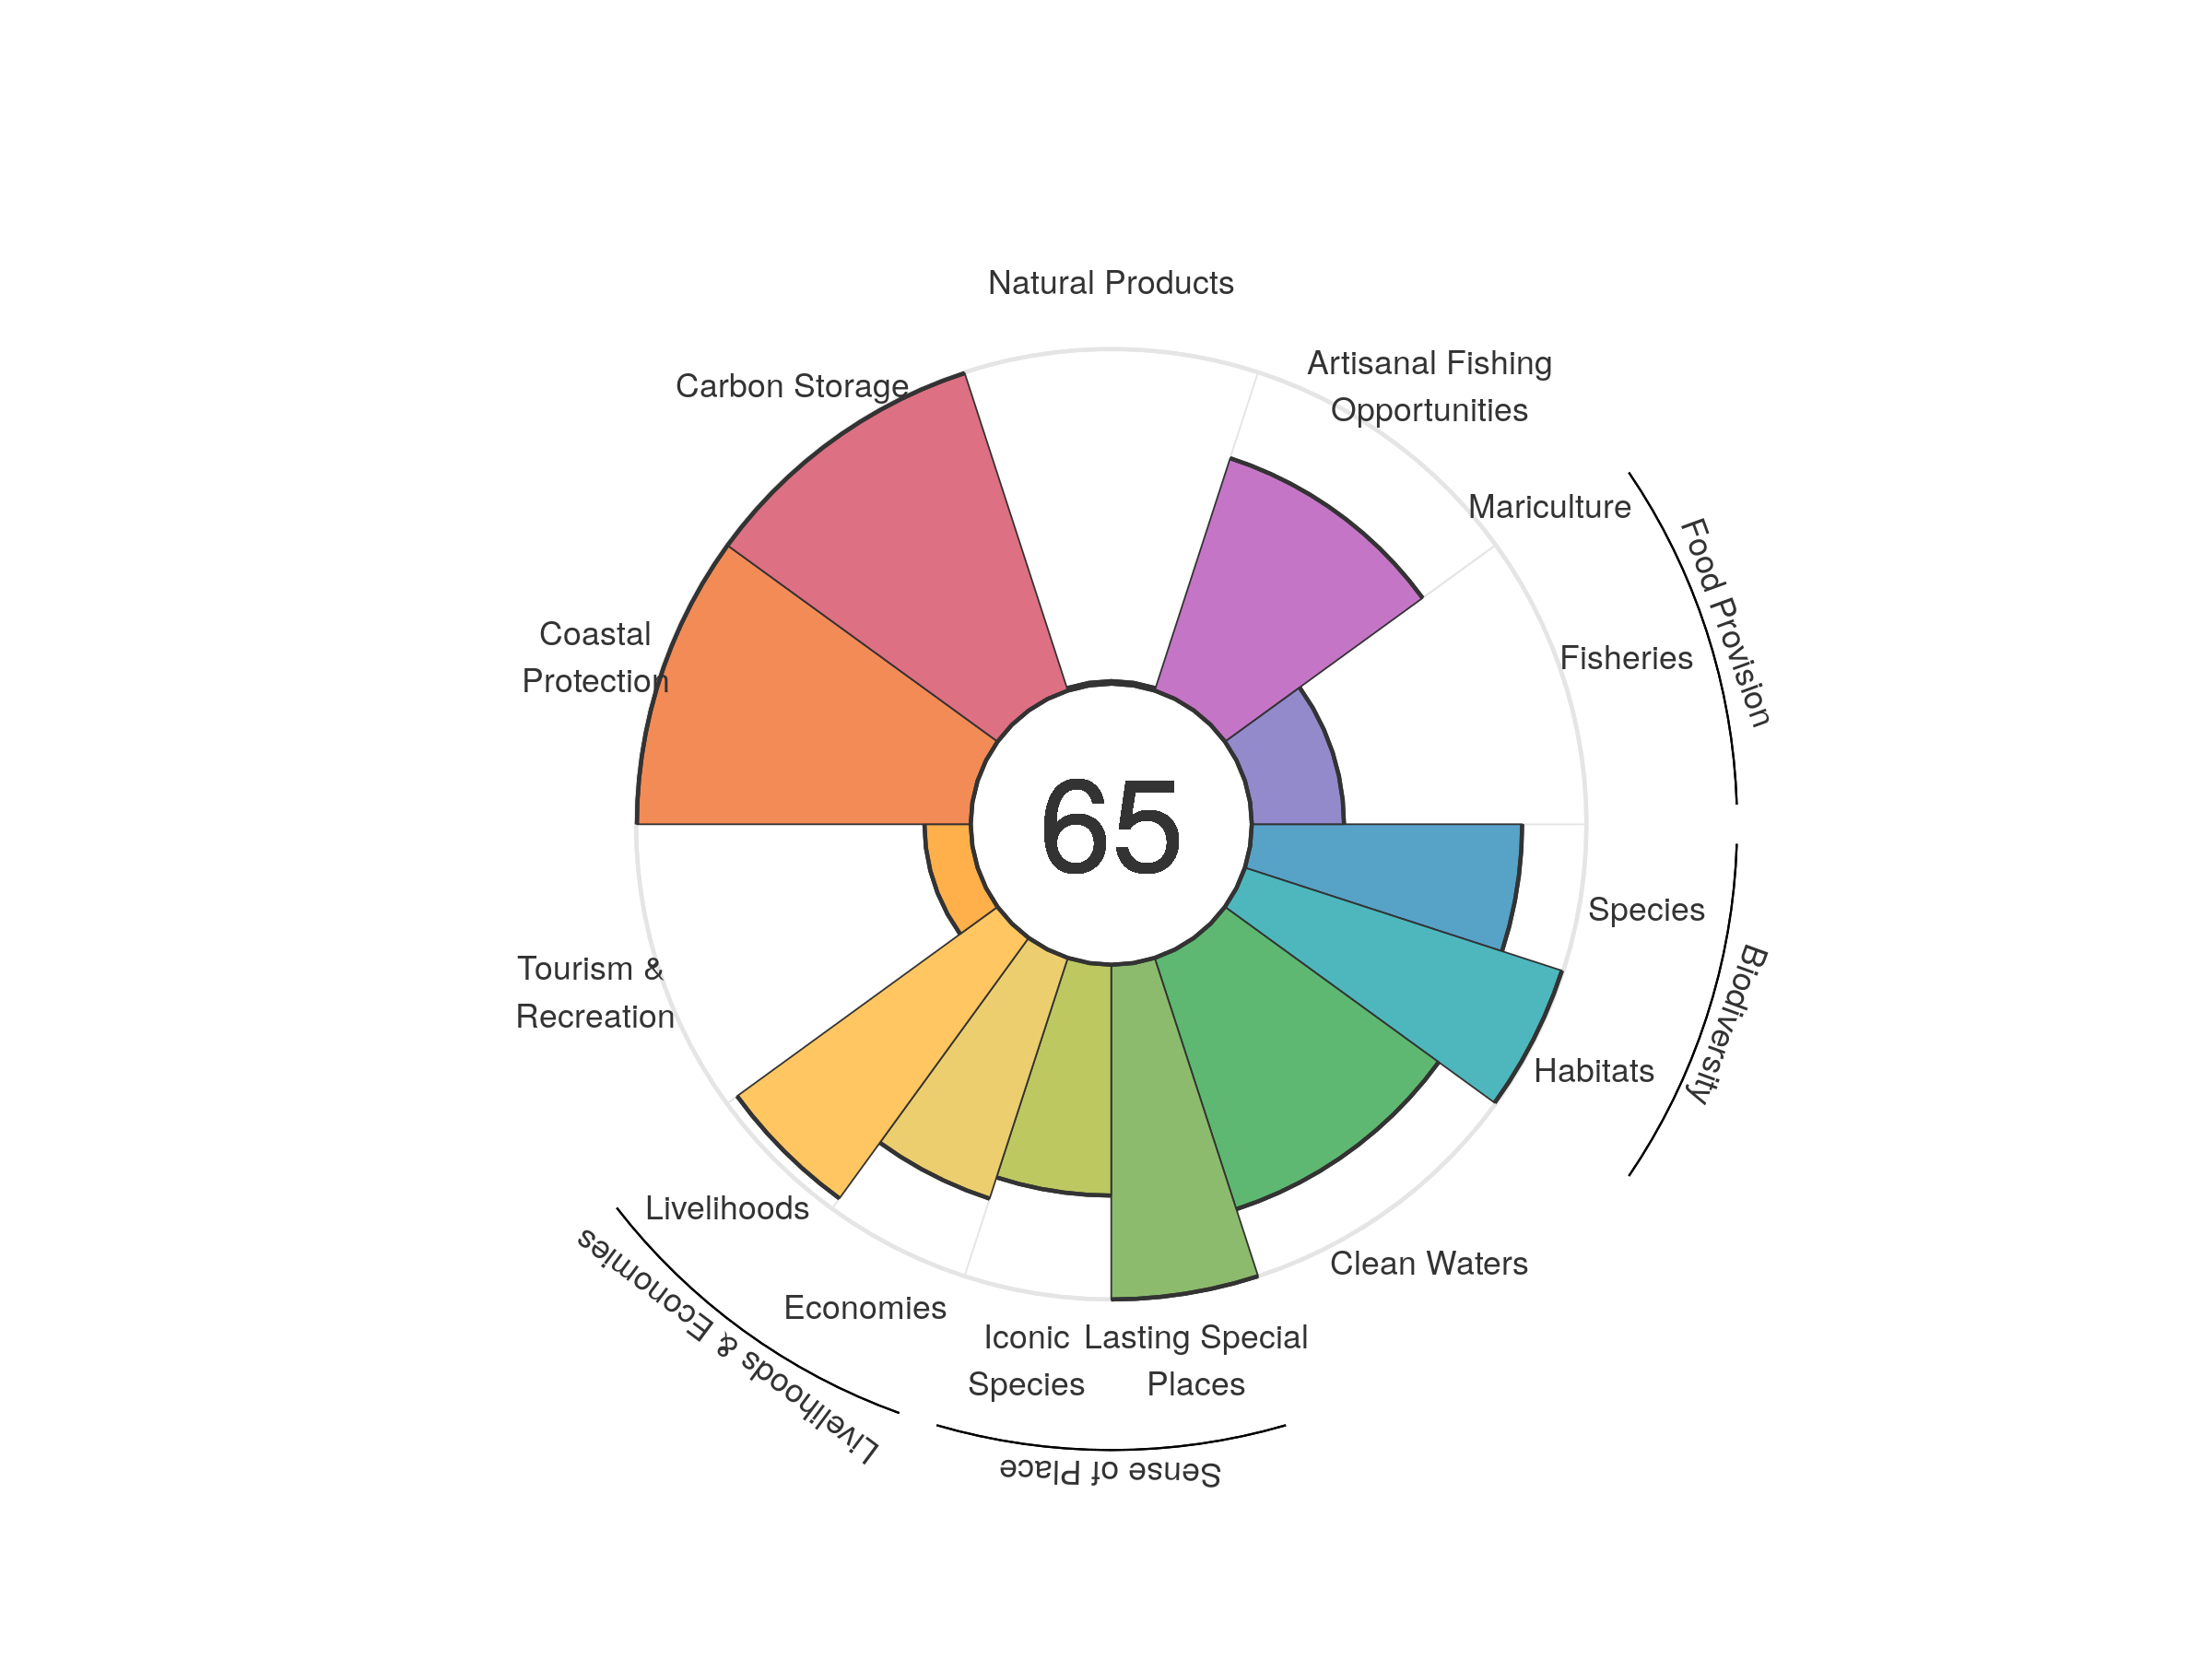 Natural Products
Artisanal Fishing
Opportunities
Carbon Storage
Mariculture
Food Provision
Fisheries
Coastal
Protection
65
Species
Biodiversity
Tourism &
Recreation
Habitats
Livelihoods
Clean Waters
Livelihoods & Economies
Economies
Iconic
Species
Lasting Special
Places
Sense of Place